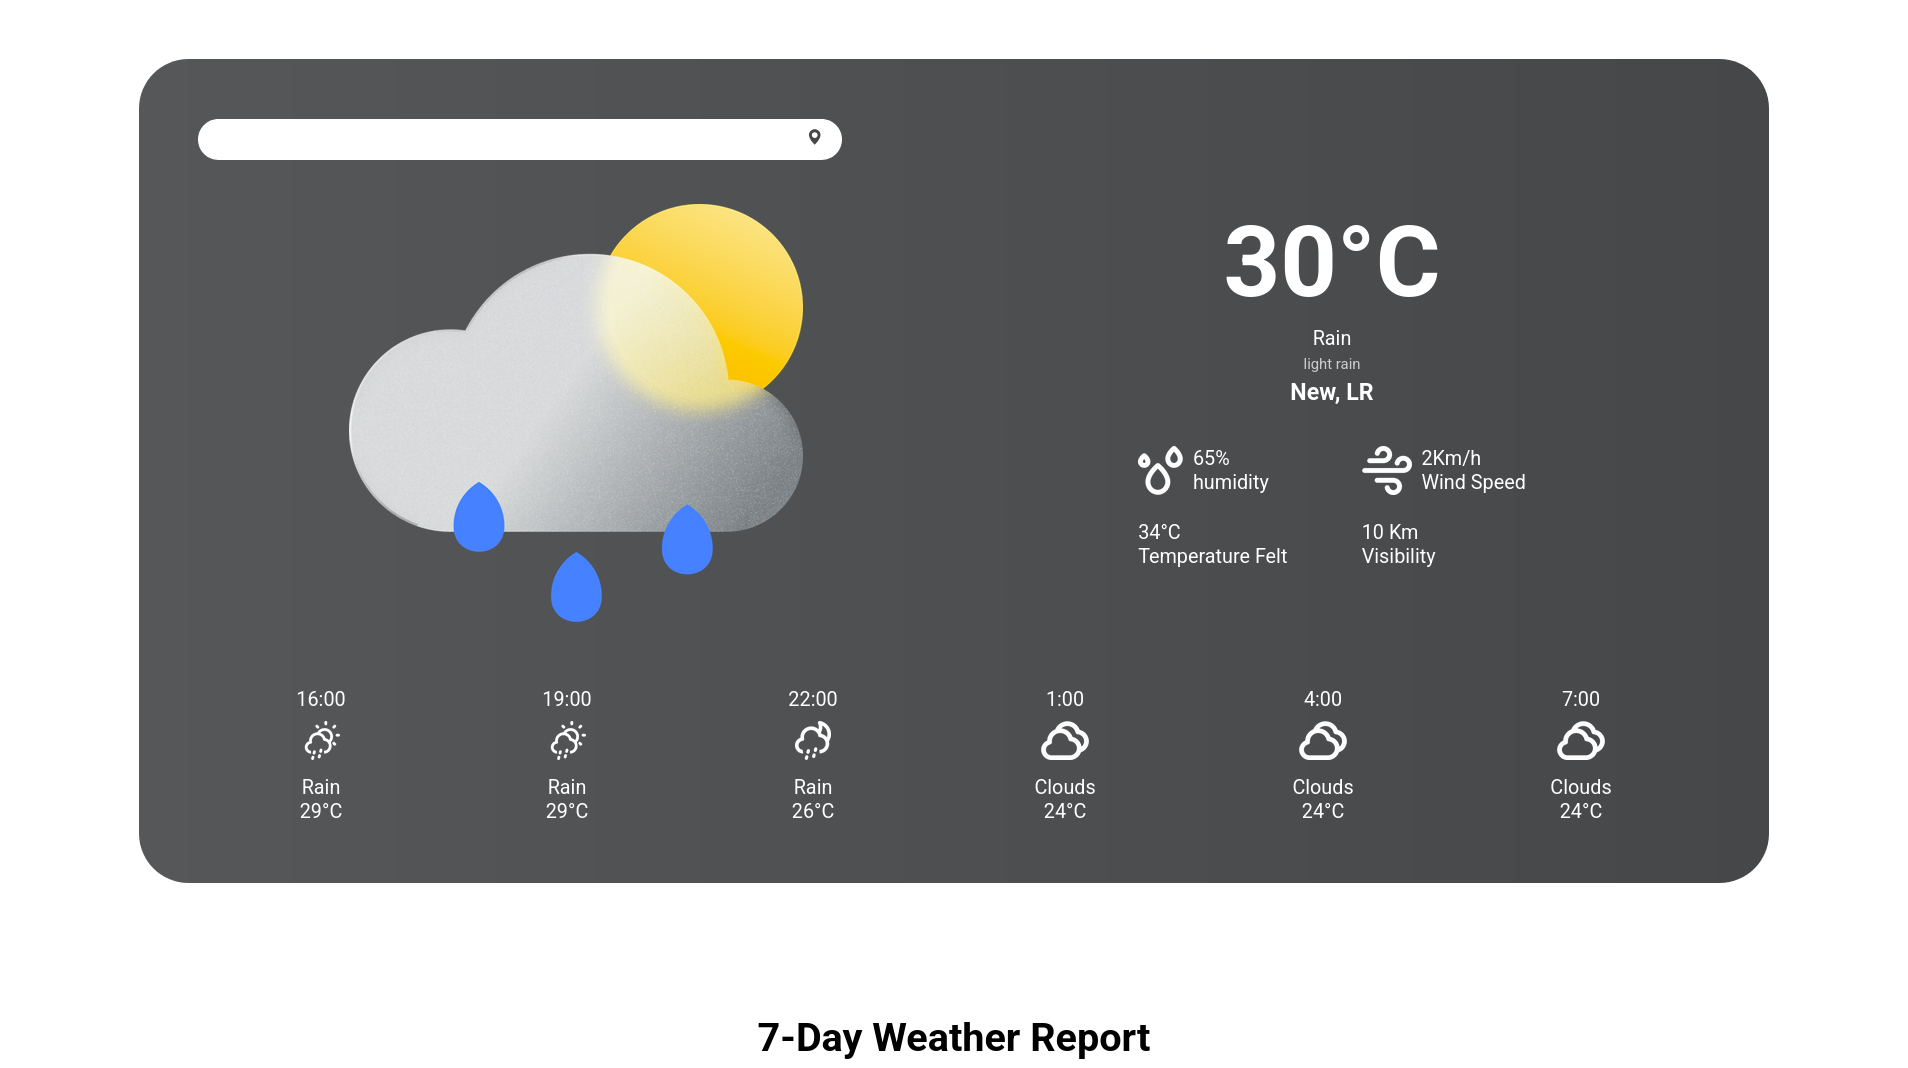 30°C
Rain
light rain
New, LR
65%
humidity
2Km/h
Wind Speed
34°C
Temperature Felt
10 Km
Visibility
16:00
Rain
29°C
19:00
Rain
29°C
22:00
Rain
26°C
1:00
Clouds
24°C
4:00
Clouds
24°C
7:00
Clouds
24°C
7-Day Weather Report